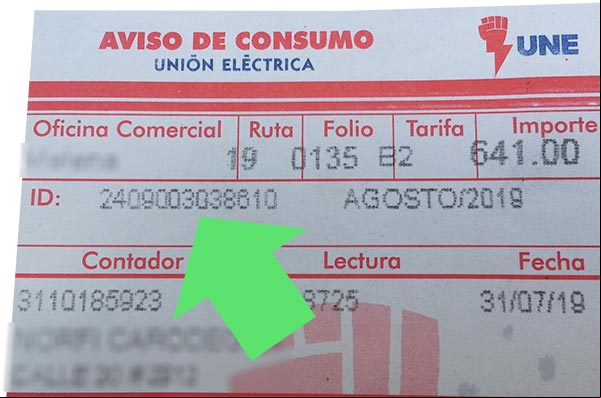 AVISO DE CONSUMO
UNIÓN ELÉCTRICA
UNE
Oficina Comercial Ruta Folio Tarifa Importe
19 0135 B2 641.00
ID: 2409003038610 AGOSTO/2019
Contador Lectura Fecha
3110185923 8725 31/07/19